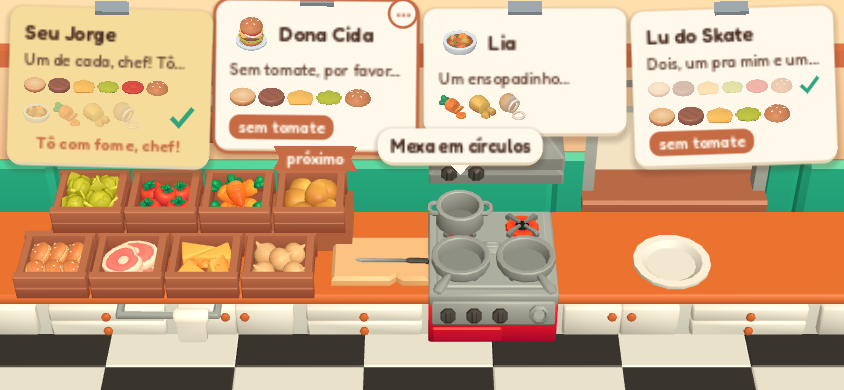 Seu Jorge
Um de cada, chef! Tô...
Tô com fome, chef!
Dona Cida
Sem tomate, por favor...
sem tomate
Lia
Um ensopadinho...
Lu do Skate
Dois, um pra mim e um...
sem tomate
próximo
Mexa em círculos